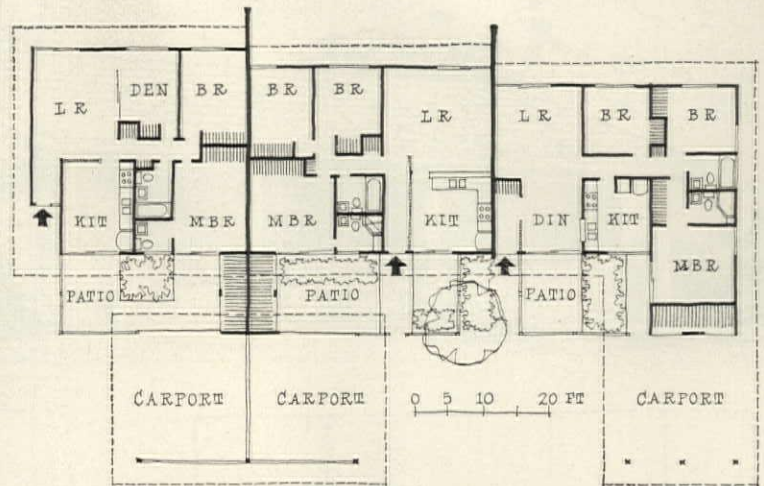 LR
DEN
BR
BR
BR
LR
LR
BR
BR
KIT
MBR
MBR
KIT
DIN
KIT
MBR
PATIO
PATIO
PATIO
CARPORT
CARPORT
0 5 10 20 FT
CARPORT